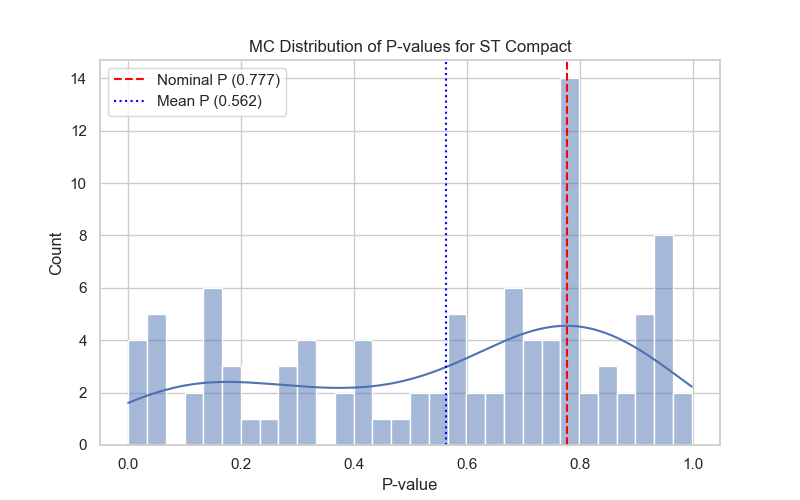 MC Distribution of P-values for ST Compact
Nominal P (0.777)
Mean P (0.562)
Count
14
12
10
8
6
4
2
0
0.0 0.2 0.4 0.6 0.8 1.0
P-value